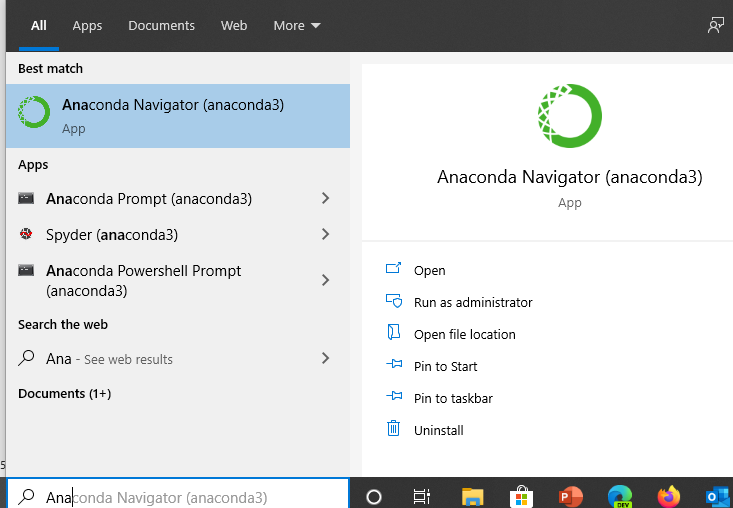 All Apps Documents Web More
Best match
Anaconda Navigator (anaconda3)
App
Apps
Anaconda Prompt (anaconda3)
Spyder (anaconda3)
Anaconda Powershell Prompt
(anaconda3)
Search the web
Ana - See web results
Documents (1+)
Anaconda Navigator (anaconda3)
App
Open
Run as administrator
Open file location
Pin to Start
Pin to taskbar
Uninstall
5
Anaconda Navigator (anaconda3)
P
DEV
O